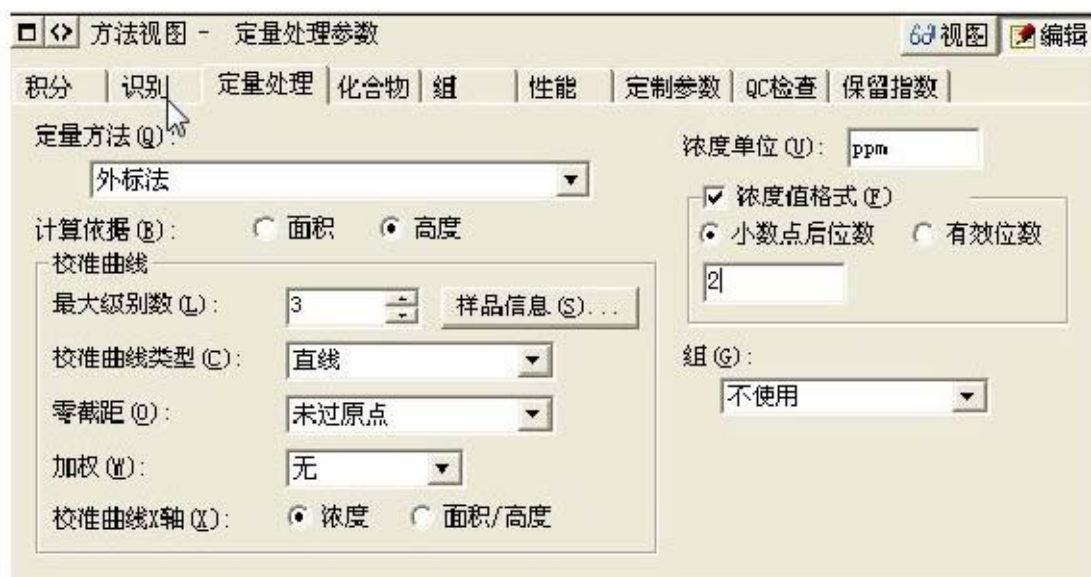 方法视图 - 定量处理参数 视图 编辑
积分 识别 定量处理 化合物 组 性能 定制参数 QC检查 保留指数
定量方法(Q):
外标法
计算依据(B): 面积 高度
校准曲线
最大级别数(L): 3 样品信息(S)...
校准曲线类型(C): 直线
零截距(O): 未过原点
加权(W): 无
校准曲线X轴(X): 浓度 面积/高度
浓度单位(U): ppm
浓度值格式(F)
小数点后位数 有效位数
2
组(G):
不使用